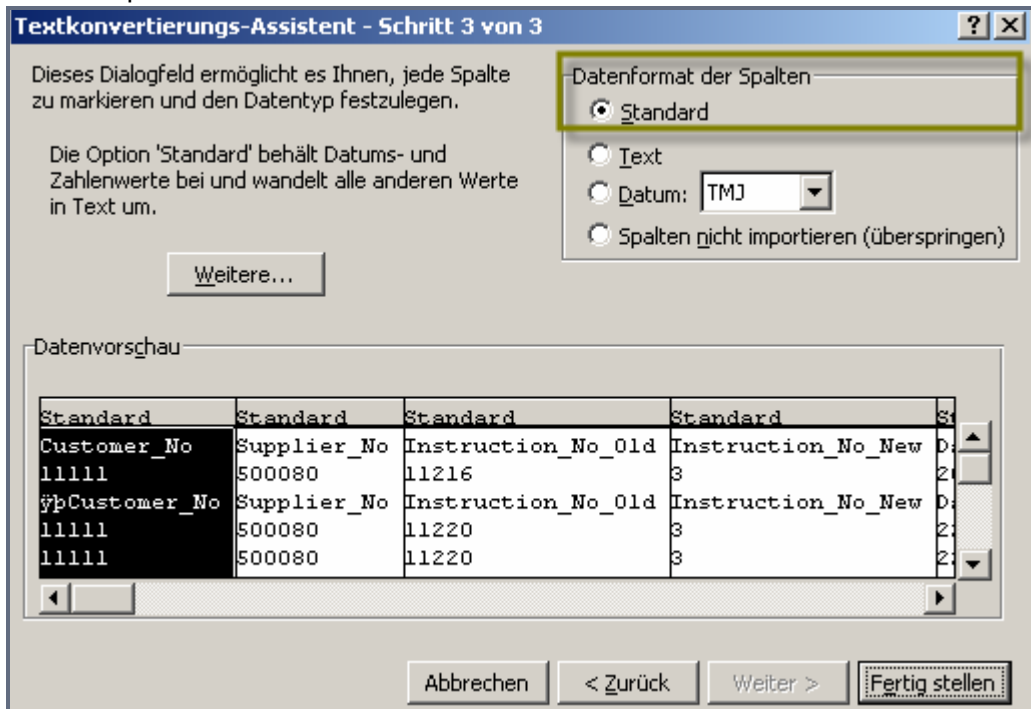 Textkonvertierungs-Assistent - Schritt 3 von 3
Dieses Dialogfeld ermöglicht es Ihnen, jede Spalte
zu markieren und den Datentyp festzulegen.
Die Option 'Standard' behält Datums- und
Zahlenwerte bei und wandelt alle anderen Werte
in Text um.
Weitere...
Datenformat der Spalten
Standard
Text
Datum: TMJ
Spalten nicht importieren (überspringen)
Datenvorschau
Standard Standard Standard Standard
Customer_No Supplier_No Instruction_No_Old Instruction_No_New
11111 500080 11216 3
ÿþCustomer_No Supplier_No Instruction_No_Old Instruction_No_New
11111 500080 11220 3
11111 500080 11220 3
Abbrechen < Zurück Weiter > Fertig stellen